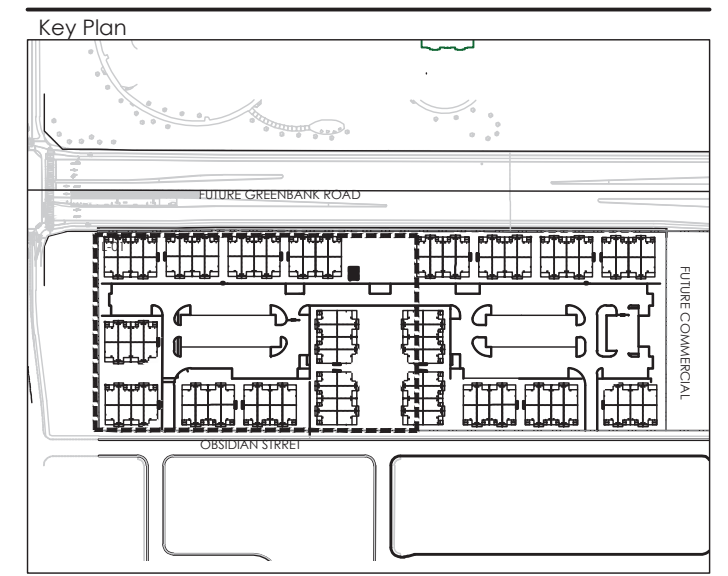 Key Plan
FUTURE GREENBANK ROAD
FUTURE COMMERCIAL
OBSIDIAN STRRET